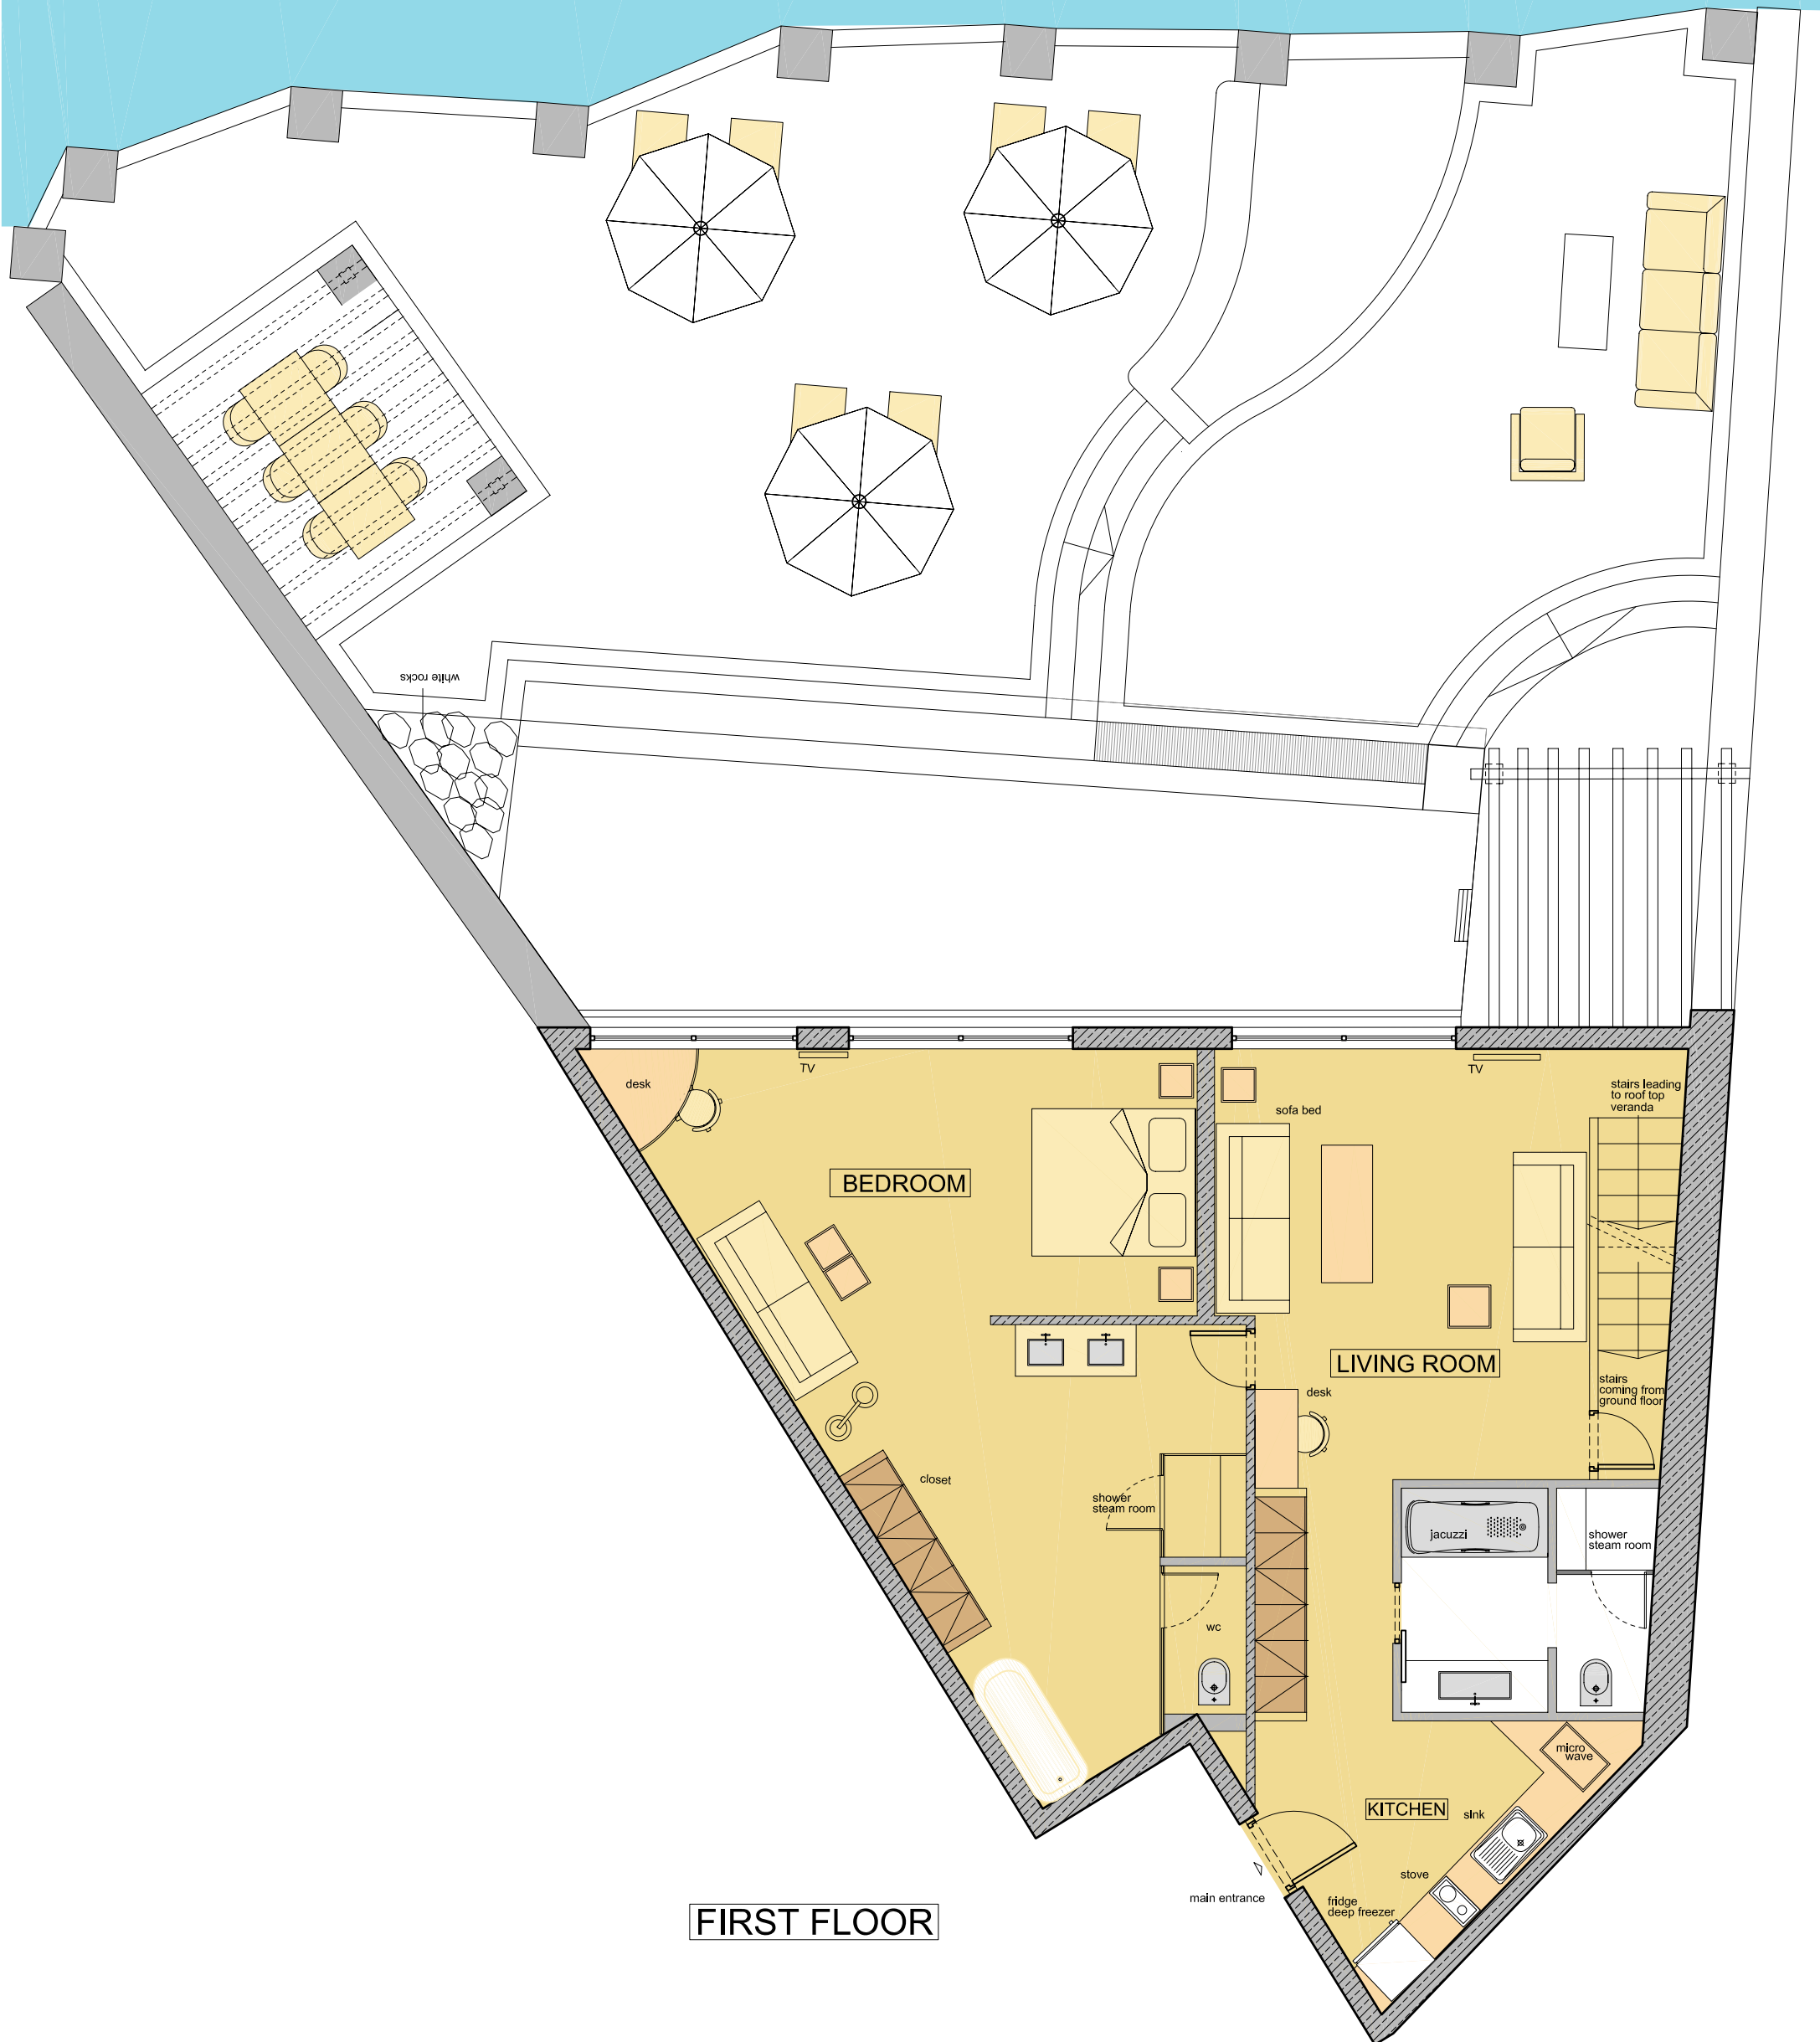 white rocks
desk
TV
TV
stairs leading
to roof top
veranda
sofa bed
BEDROOM
LIVING ROOM
stairs
coming from
ground floor
desk
closet
shower
steam room
jacuzzi
shower
steam room
wc
micro
wave
KITCHEN
sink
stove
main entrance
fridge
deep freezer
FIRST FLOOR